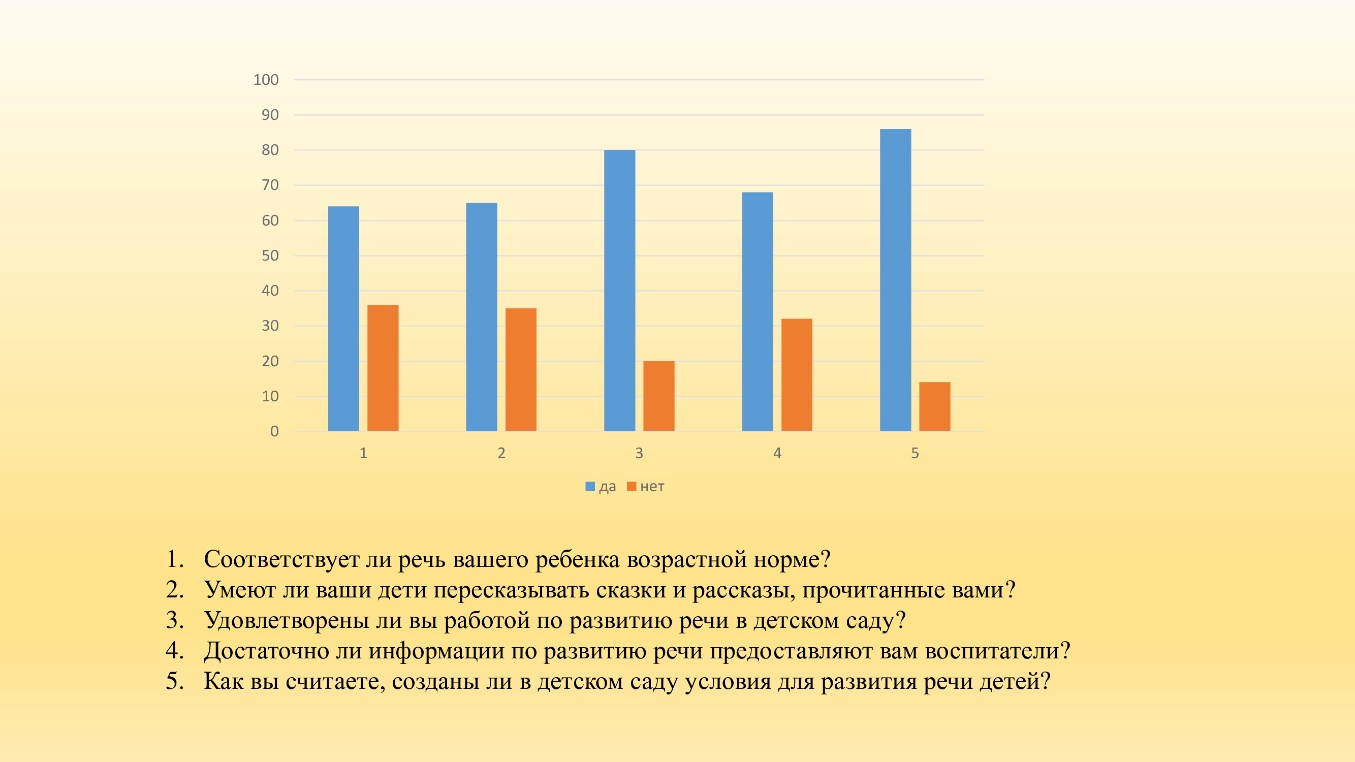 100
90
80
70
60
50
40
30
20
10
0
1 2 3 4 5
да нет
1. Соответствует ли речь вашего ребенка возрастной норме?
2. Умеют ли ваши дети пересказывать сказки и рассказы, прочитанные вами?
3. Удовлетворены ли вы работой по развитию речи в детском саду?
4. Достаточно ли информации по развитию речи предоставляют вам воспитатели?
5. Как вы считаете, созданы ли в детском саду условия для развития речи детей?